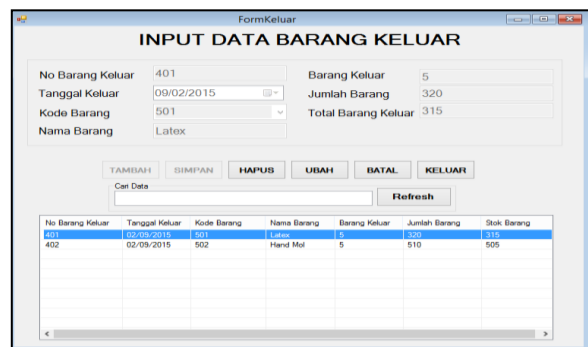 FormKeluar
INPUT DATA BARANG KELUAR
No Barang Keluar 401 Barang Keluar 5
Tanggal Keluar 09/02/2015 Jumlah Barang 320
Kode Barang 501 Total Barang Keluar 315
Nama Barang Latex
TAMBAH SIMPAN HAPUS UBAH BATAL KELUAR
Cari Data
Refresh
No Barang Keluar Tanggal Keluar Kode Barang Nama Barang Barang Keluar Jumlah Barang Stok Barang
401 02/09/2015 501 Latex 5 320 315
402 02/09/2015 502 Hand Mol 5 510 505